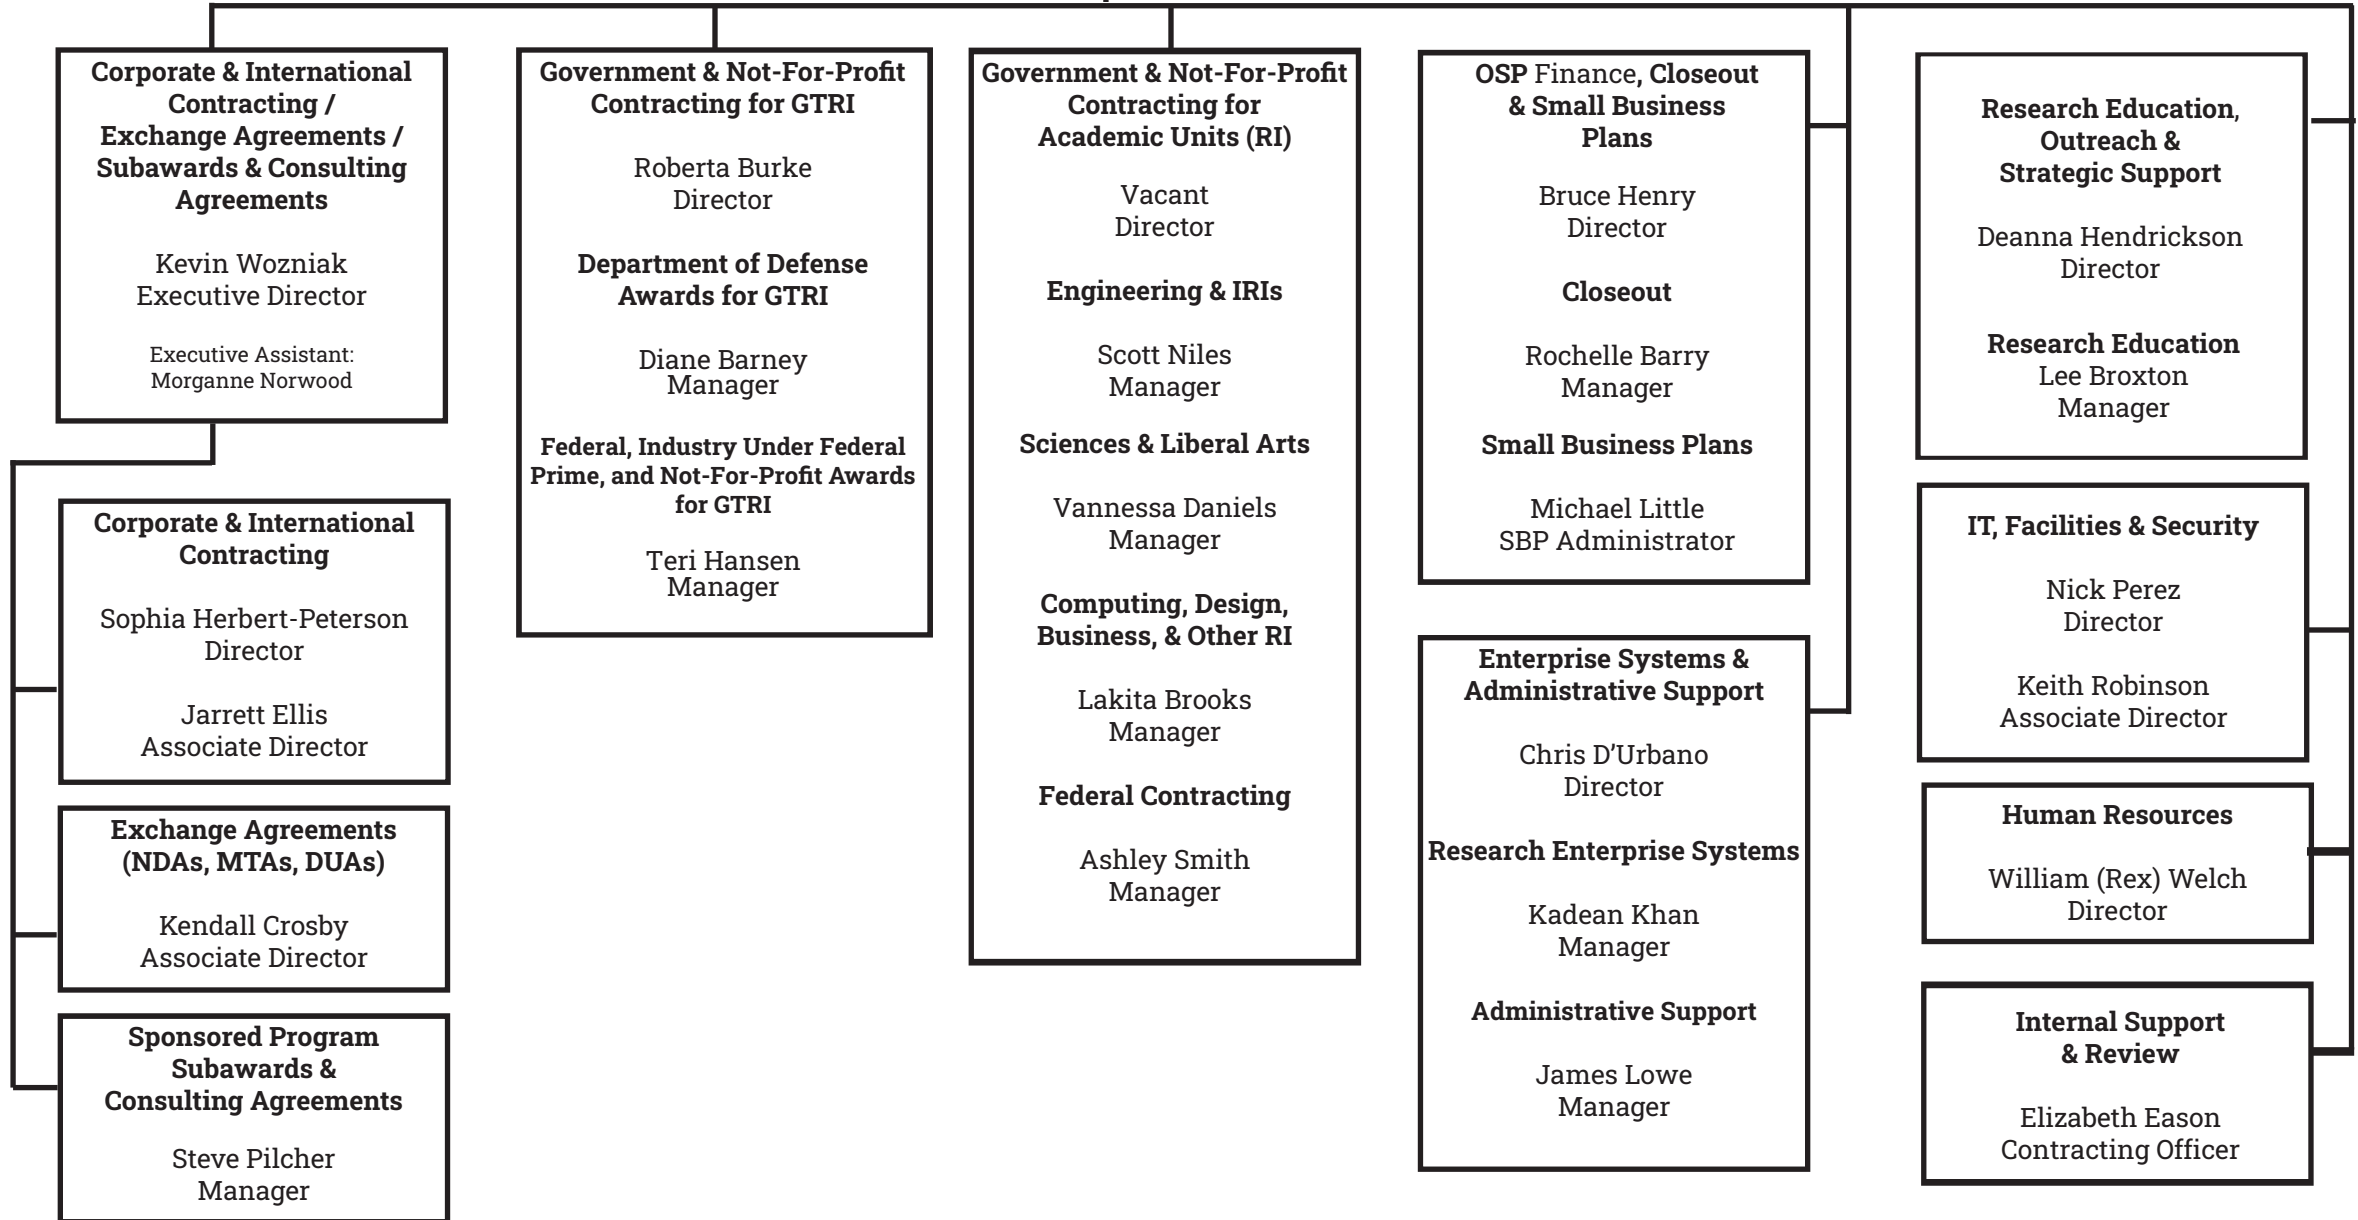 Corporate & International
Contracting /
Exchange Agreements /
Subawards & Consulting
Agreements
Kevin Wozniak
Executive Director
Executive Assistant:
Morganne Norwood
Corporate & International
Contracting
Sophia Herbert-Peterson
Director
Jarrett Ellis
Associate Director
Exchange Agreements
(NDAs, MTAs, DUAs)
Kendall Crosby
Associate Director
Sponsored Program
Subawards &
Consulting Agreements
Steve Pilcher
Manager
Government & Not-For-Profit
Contracting for GTRI
Roberta Burke
Director
Department of Defense
Awards for GTRI
Diane Barney
Manager
Federal, Industry Under Federal
Prime, and Not-For-Profit Awards
for GTRI
Teri Hansen
Manager
Government & Not-For-Profit
Contracting for
Academic Units (RI)
Vacant
Director
Engineering & IRIs
Scott Niles
Manager
Sciences & Liberal Arts
Vannessa Daniels
Manager
Computing, Design,
Business, & Other RI
Lakita Brooks
Manager
Federal Contracting
Ashley Smith
Manager
OSP Finance, Closeout
& Small Business
Plans
Bruce Henry
Director
Closeout
Rochelle Barry
Manager
Small Business Plans
Michael Little
SBP Administrator
Enterprise Systems &
Administrative Support
Chris D’Urbano
Director
Research Enterprise Systems
Kadean Khan
Manager
Administrative Support
James Lowe
Manager
Research Education,
Outreach &
Strategic Support
Deanna Hendrickson
Director
Research Education
Lee Broxton
Manager
IT, Facilities & Security
Nick Perez
Director
Keith Robinson
Associate Director
Human Resources
William (Rex) Welch
Director
Internal Support
& Review
Elizabeth Eason
Contracting Officer